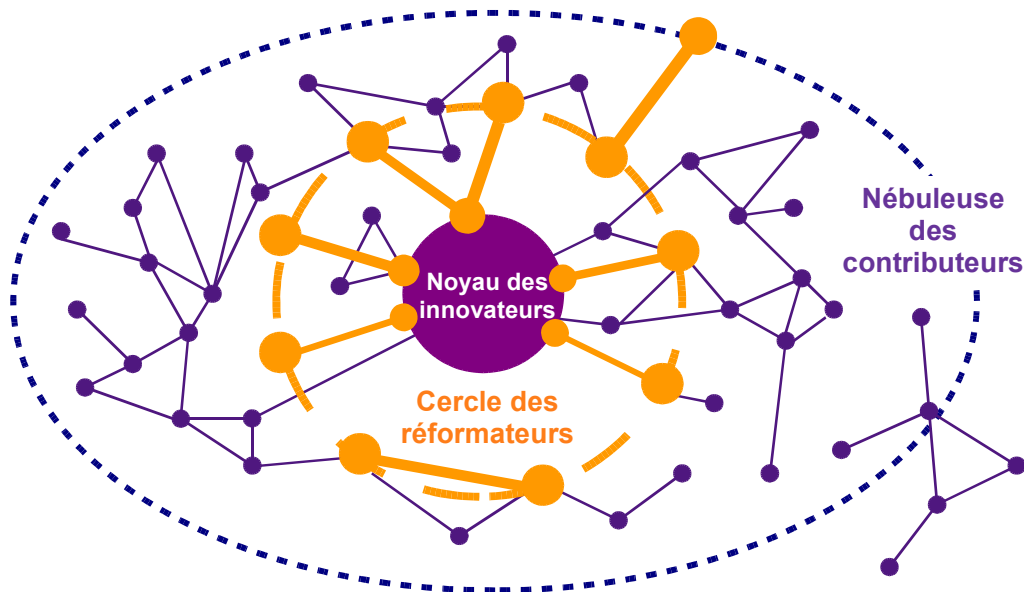 Nébuleuse
des
contributeurs
Noyau des
innovateurs
Cercle des
réformateurs